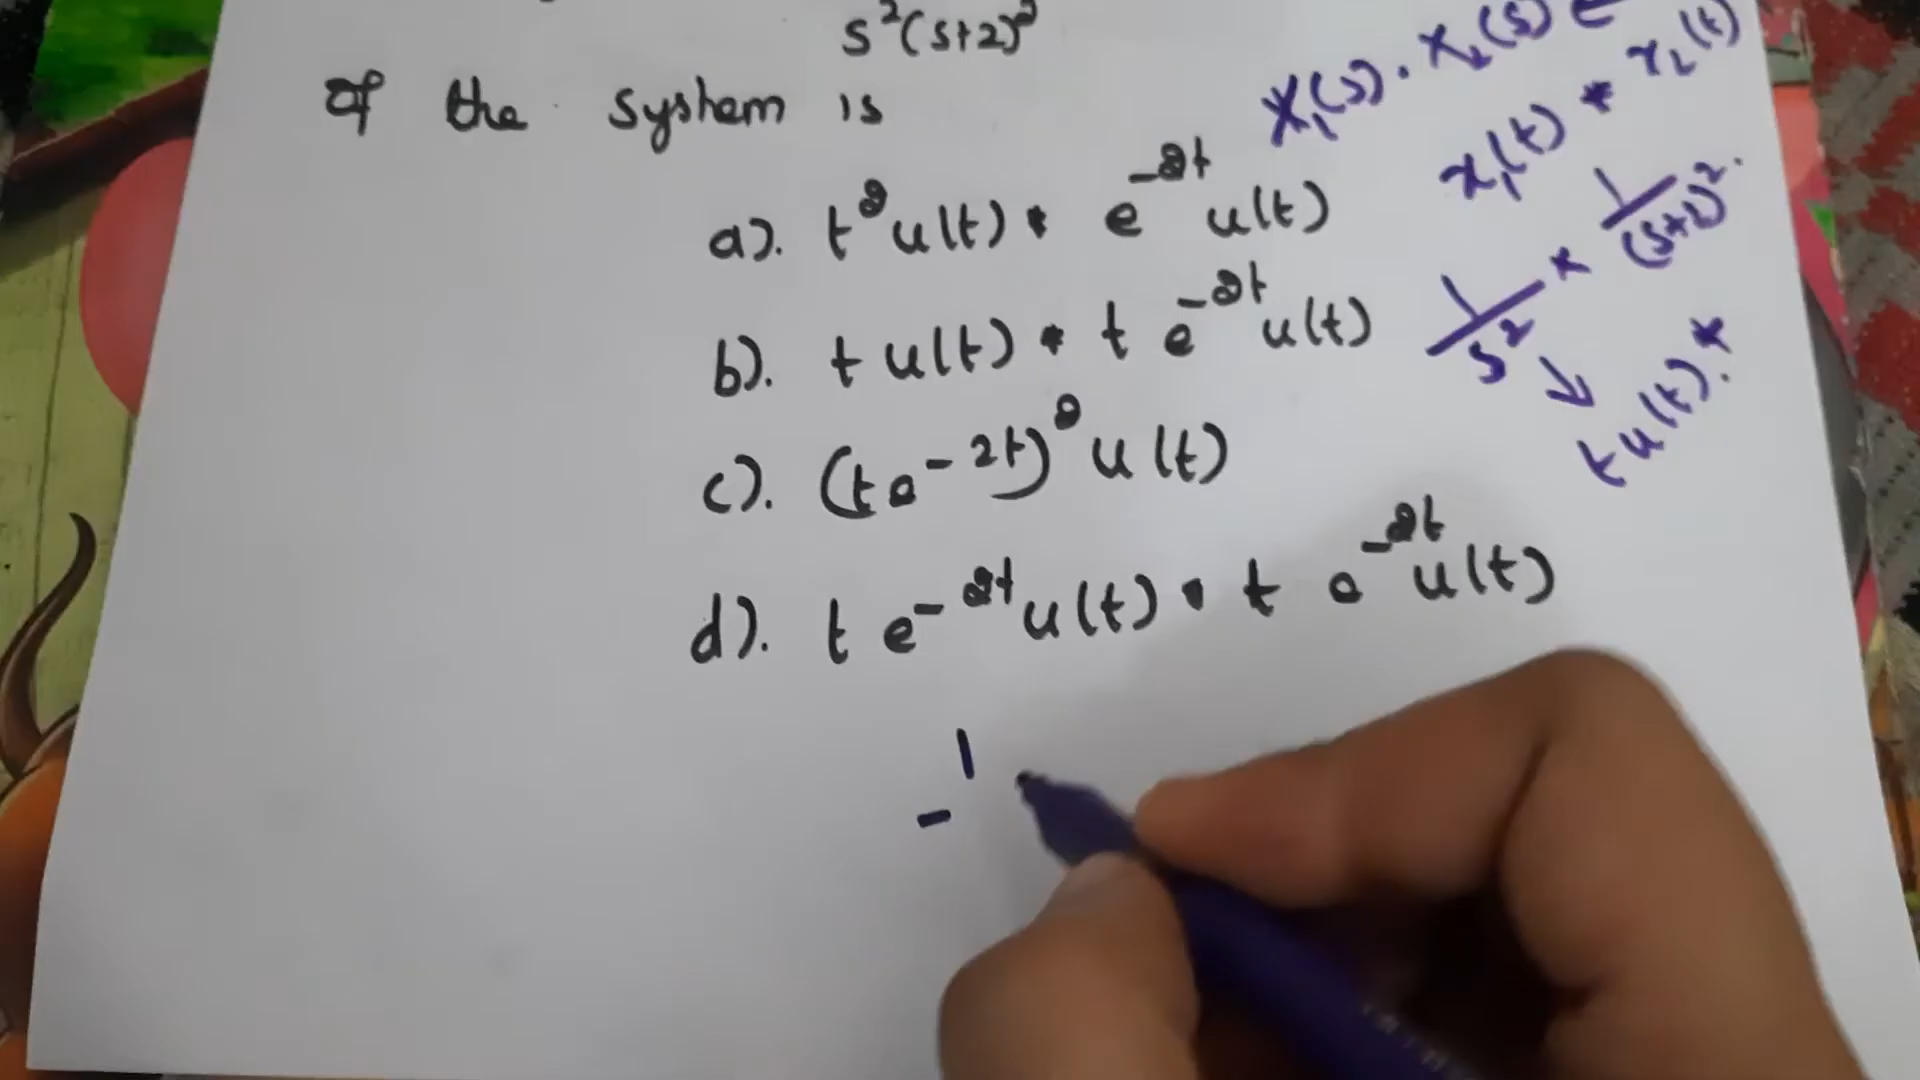 s²(s+2)²
of the system is
a). t²u(t) * e^-2t u(t)
b). t u(t) * t e^-2t u(t)
c). (t e^-2t)² u(t)
d). t e^-2t u(t) * t e^-2t u(t)
X₁(s) . X₂(s)
x₁(t) * x₂(t)
1/s² * 1/(s+2)².
↓
t u(t). *